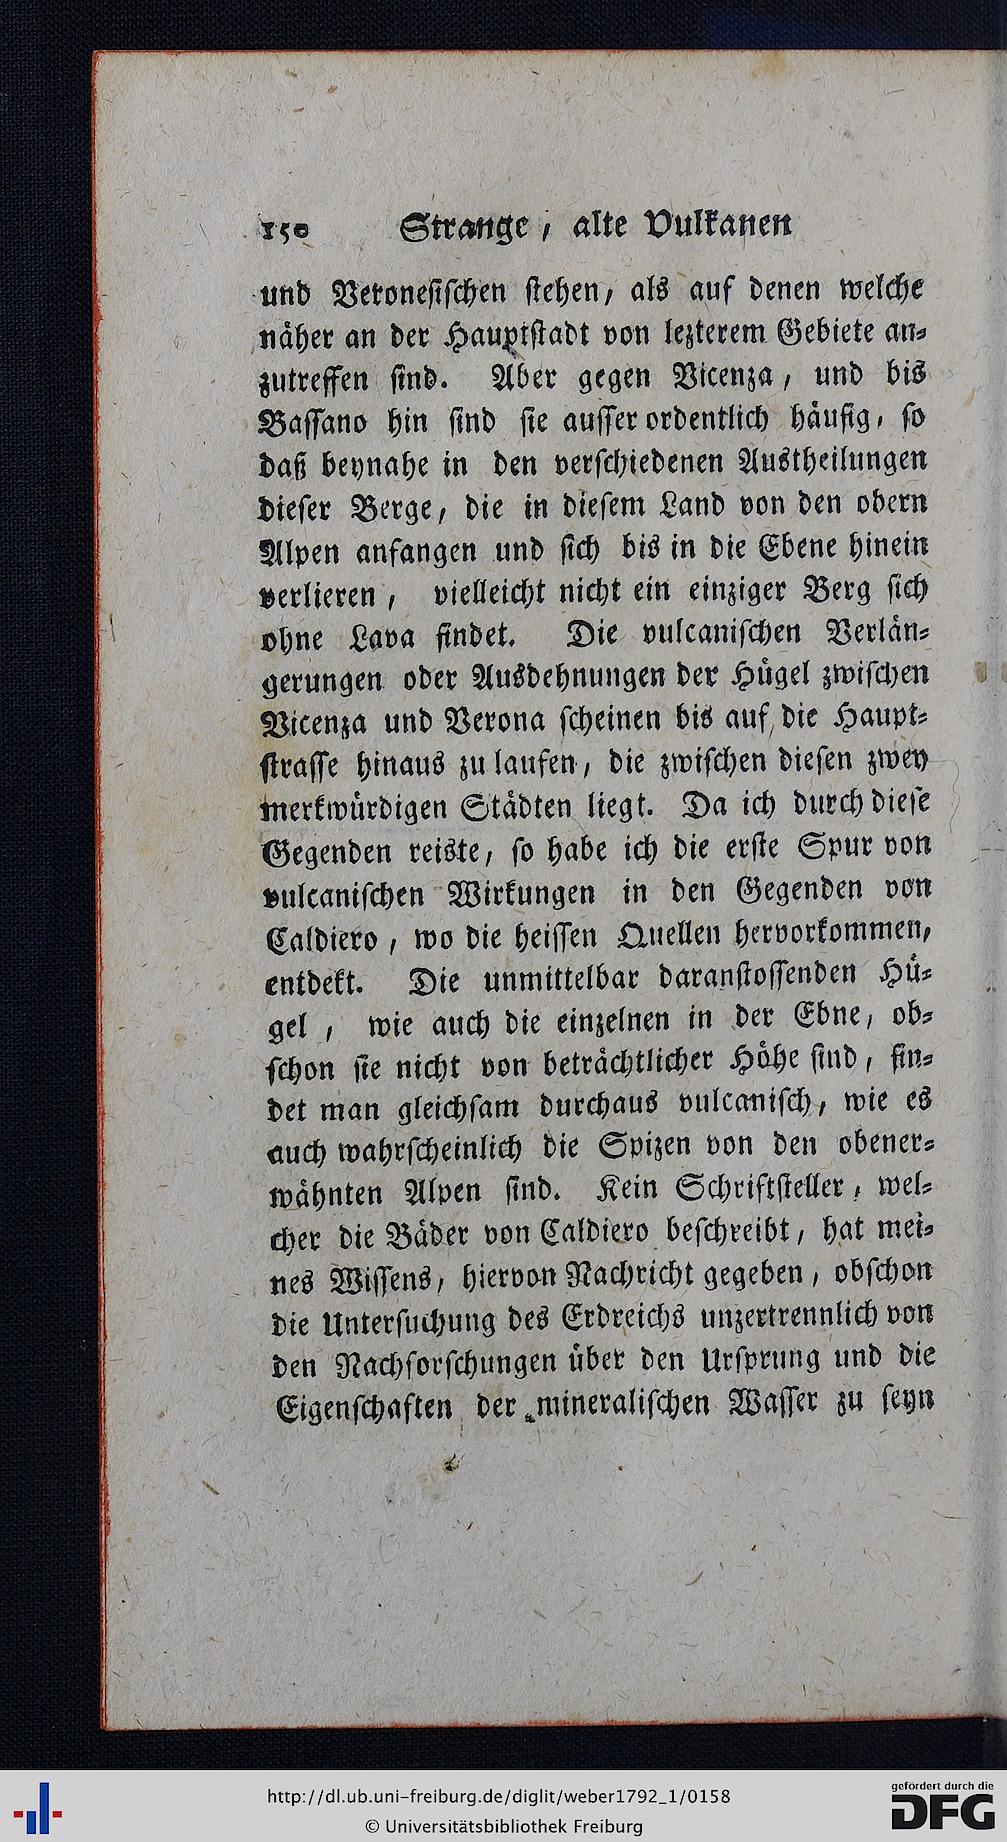 150 Strange, alte Vulkanen
und Veronesischen stehen, als auf denen welche
näher an der Hauptstadt von lezterem Gebiete an-
zutreffen sind. Aber gegen Vicenza, und bis
Bassano hin sind sie ausser ordentlich häufig, so
daß beynahe in den verschiedenen Austheilungen
dieser Berge, die in diesem Land von den obern
Alpen anfangen und sich bis in die Ebene hinein
verlieren, vielleicht nicht ein einziger Berg sich
ohne Lava findet. Die vulcanischen Verlän-
gerungen oder Ausdehnungen der Hügel zwischen
Vicenza und Verona scheinen bis auf die Haupt-
strasse hinaus zu laufen, die zwischen diesen zwey
merkwürdigen Städten liegt. Da ich durch diese
Gegenden reiste, so habe ich die erste Spur von
vulcanischen Wirkungen in den Gegenden von
Caldiero, wo die heissen Quellen hervorkommen,
entdekt. Die unmittelbar daranstossenden Hü-
gel, wie auch die einzelnen in der Ebne, ob-
schon sie nicht von beträchtlicher Höhe sind, fin-
det man gleichsam durchaus vulcanisch, wie es
auch wahrscheinlich die Spizen von den obener-
wähnten Alpen sind. Kein Schriftsteller, wel-
cher die Bäder von Caldiero beschreibt, hat mei-
nes Wissens, hiervon Nachricht gegeben, obschon
die Untersuchung des Erdreichs unzertrennlich von
den Nachforschungen über den Ursprung und die
Eigenschaften der mineralischen Wasser zu seyn
http://dl.ub.uni-freiburg.de/diglit/weber1792_1/0158
© Universitätsbibliothek Freiburg
gefördert durch die
DFG